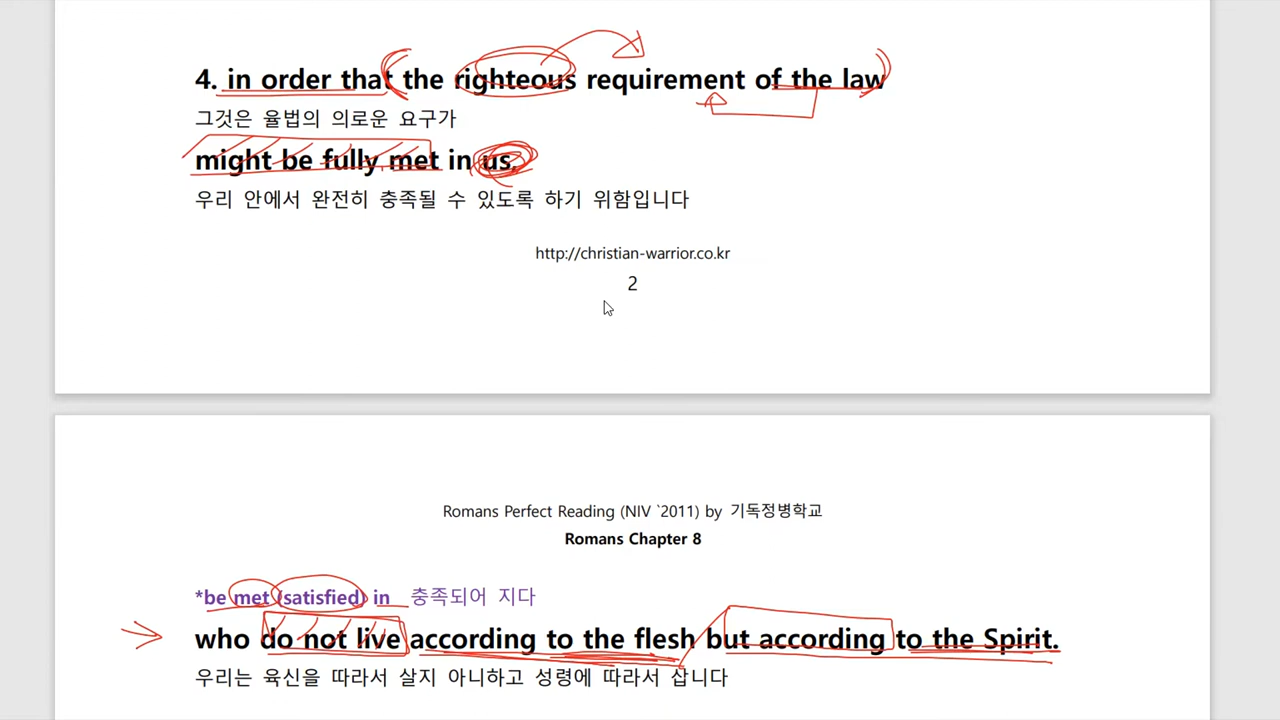 4. in order that the righteous requirement of the law
그것은 율법의 의로운 요구가
might be fully met in us,
우리 안에서 완전히 충족될 수 있도록 하기 위함입니다
http://christian-warrior.co.kr
2
Romans Perfect Reading (NIV `2011) by 기독정병학교
Romans Chapter 8
*be met (satisfied) in 충족되어 지다
who do not live according to the flesh but according to the Spirit.
우리는 육신을 따라서 살지 아니하고 성령에 따라서 삽니다